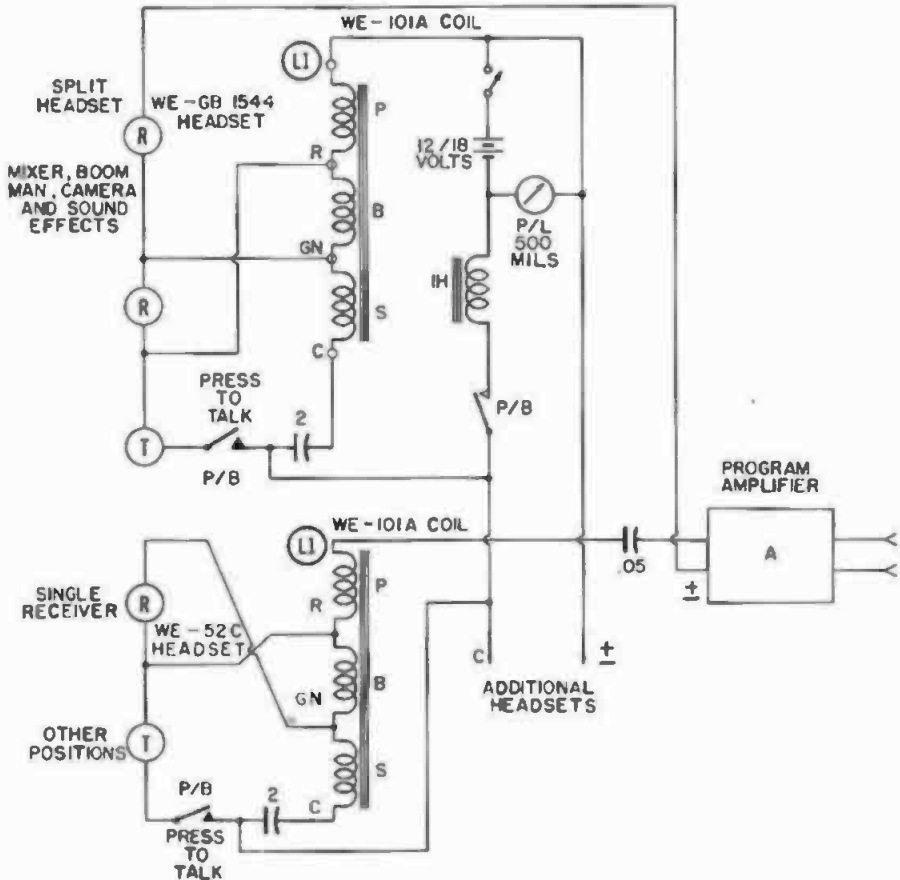 WE-101A COIL
L1
SPLIT
HEADSET
WE-GB 1544
HEADSET
R
P
12/18
VOLTS
R
MIXER, BOOM
MAN, CAMERA
AND SOUND
EFFECTS
B
P/L
500
MILS
GN
1H
R
S
C
PRESS
TO
TALK
2
P/B
T
P/B
PROGRAM
AMPLIFIER
WE-101A COIL
L1
P
A
.05
±
SINGLE
RECEIVER
R
R
WE-52C
HEADSET
C
±
B
GN
ADDITIONAL
HEADSETS
OTHER
POSITIONS
T
S
P/B
2
C
PRESS
TO
TALK